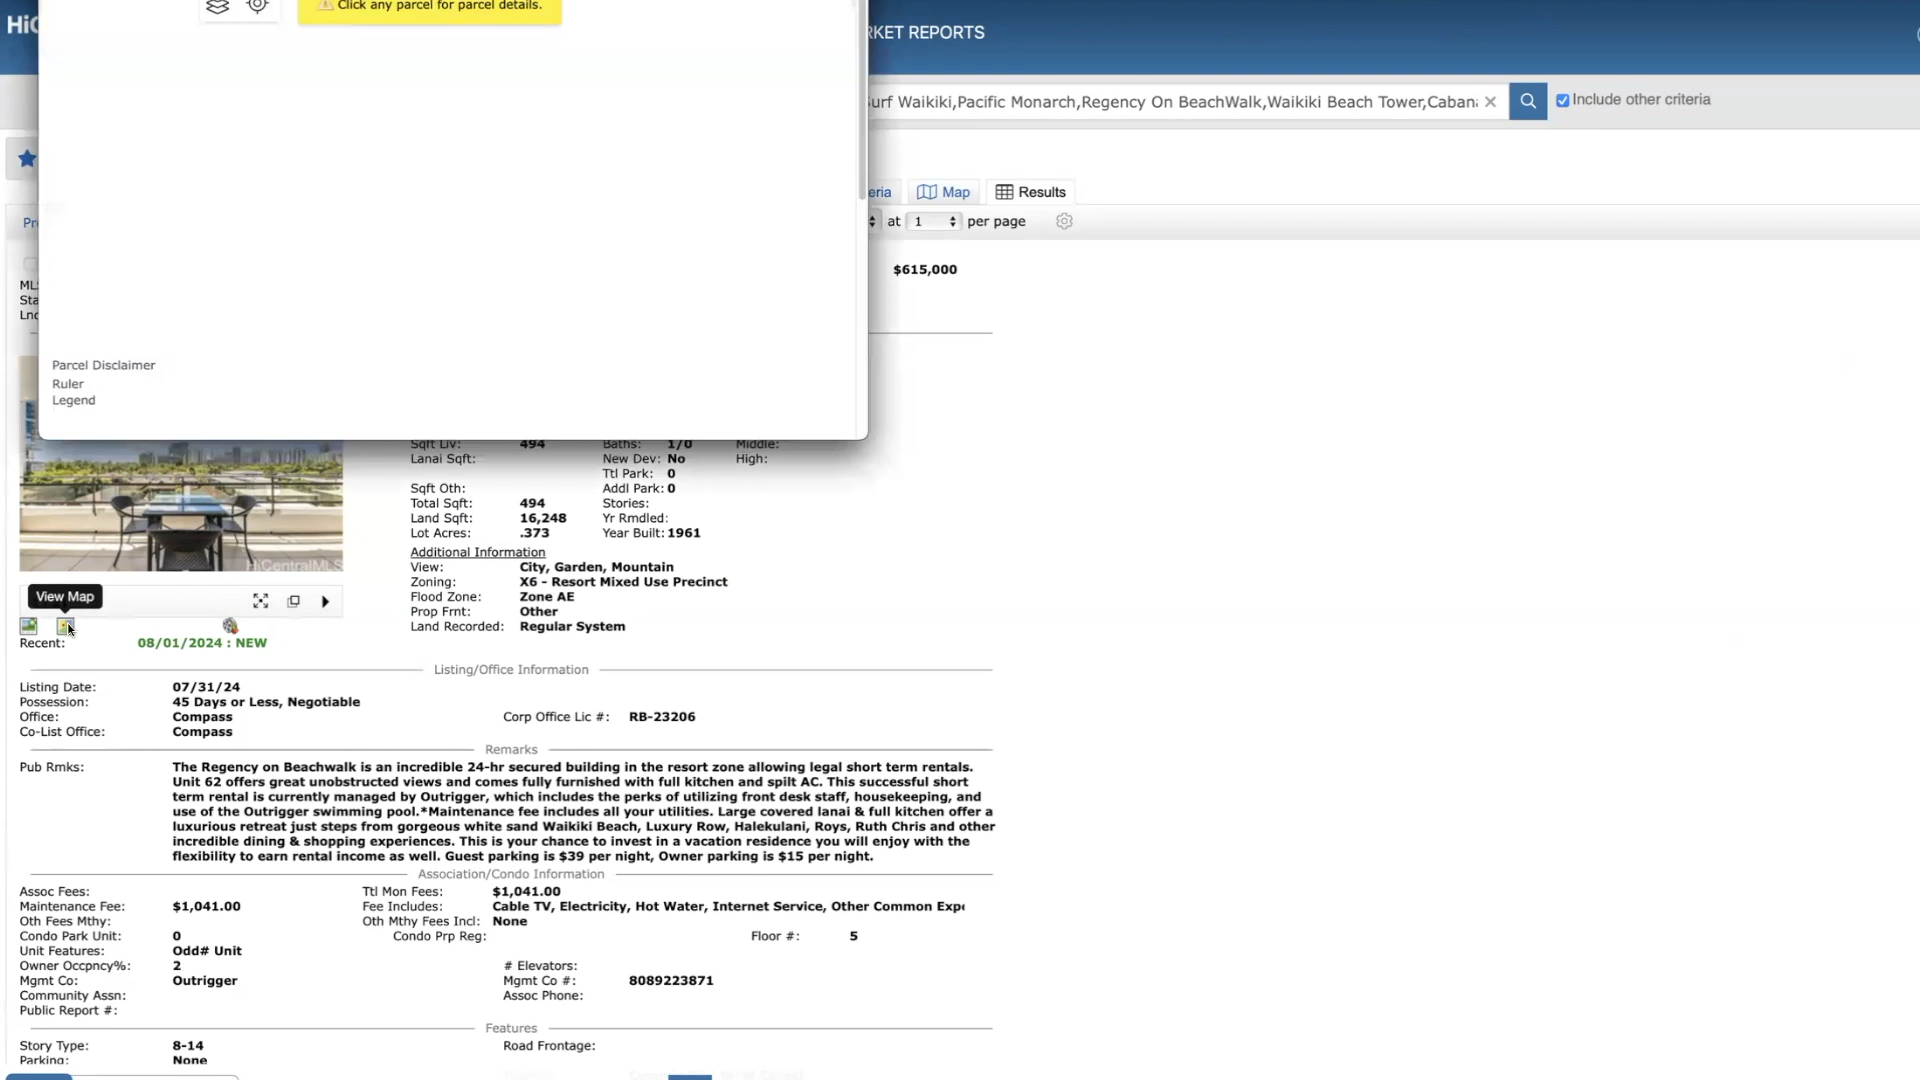 HiC
Click any parcel for parcel details.
RKET REPORTS
Surf Waikiki,Pacific Monarch,Regency On BeachWalk,Waikiki Beach Tower,Caban
Include other criteria
eria
Map
Results
Pr
at 1 per page
$615,000
ML
Sta
Lnd
Parcel Disclaimer
Ruler
Legend
Sqft Liv: 494 Baths: 1/0 Middle:
Lanai Sqft: New Dev: No High:
Ttl Park: 0
Sqft Oth: Addl Park: 0
Total Sqft: 494 Stories:
Land Sqft: 16,248 Yr Rmdled:
Lot Acres: .373 Year Built: 1961
Additional Information
HiCentralMLS
View: City, Garden, Mountain
Zoning: X6 - Resort Mixed Use Precinct
View Map
Flood Zone: Zone AE
Prop Frnt: Other
Land Recorded: Regular System
Recent: 08/01/2024 : NEW
Listing/Office Information
Listing Date: 07/31/24
Possession: 45 Days or Less, Negotiable
Office: Compass Corp Office Lic #: RB-23206
Co-List Office: Compass
Remarks
Pub Rmks: The Regency on Beachwalk is an incredible 24-hr secured building in the resort zone allowing legal short term rentals.
Unit 62 offers great unobstructed views and comes fully furnished with full kitchen and spilt AC. This successful short
term rental is currently managed by Outrigger, which includes the perks of utilizing front desk staff, housekeeping, and
use of the Outrigger swimming pool.*Maintenance fee includes all your utilities. Large covered lanai & full kitchen offer a
luxurious retreat just steps from gorgeous white sand Waikiki Beach, Luxury Row, Halekulani, Roys, Ruth Chris and other
incredible dining & shopping experiences. This is your chance to invest in a vacation residence you will enjoy with the
flexibility to earn rental income as well. Guest parking is $39 per night, Owner parking is $15 per night.
Association/Condo Information
Assoc Fees: Ttl Mon Fees: $1,041.00
Maintenance Fee: $1,041.00 Fee Includes: Cable TV, Electricity, Hot Water, Internet Service, Other Common Expe
Oth Fees Mthy: Oth Mthy Fees Incl: None
Condo Park Unit: 0 Condo Prp Reg: Floor #: 5
Unit Features: Odd# Unit
Owner Occpncy%: 2 # Elevators:
Mgmt Co: Outrigger Mgmt Co #: 8089223871
Community Assn: Assoc Phone:
Public Report #:
Features
Story Type: 8-14 Road Frontage:
Parking: None